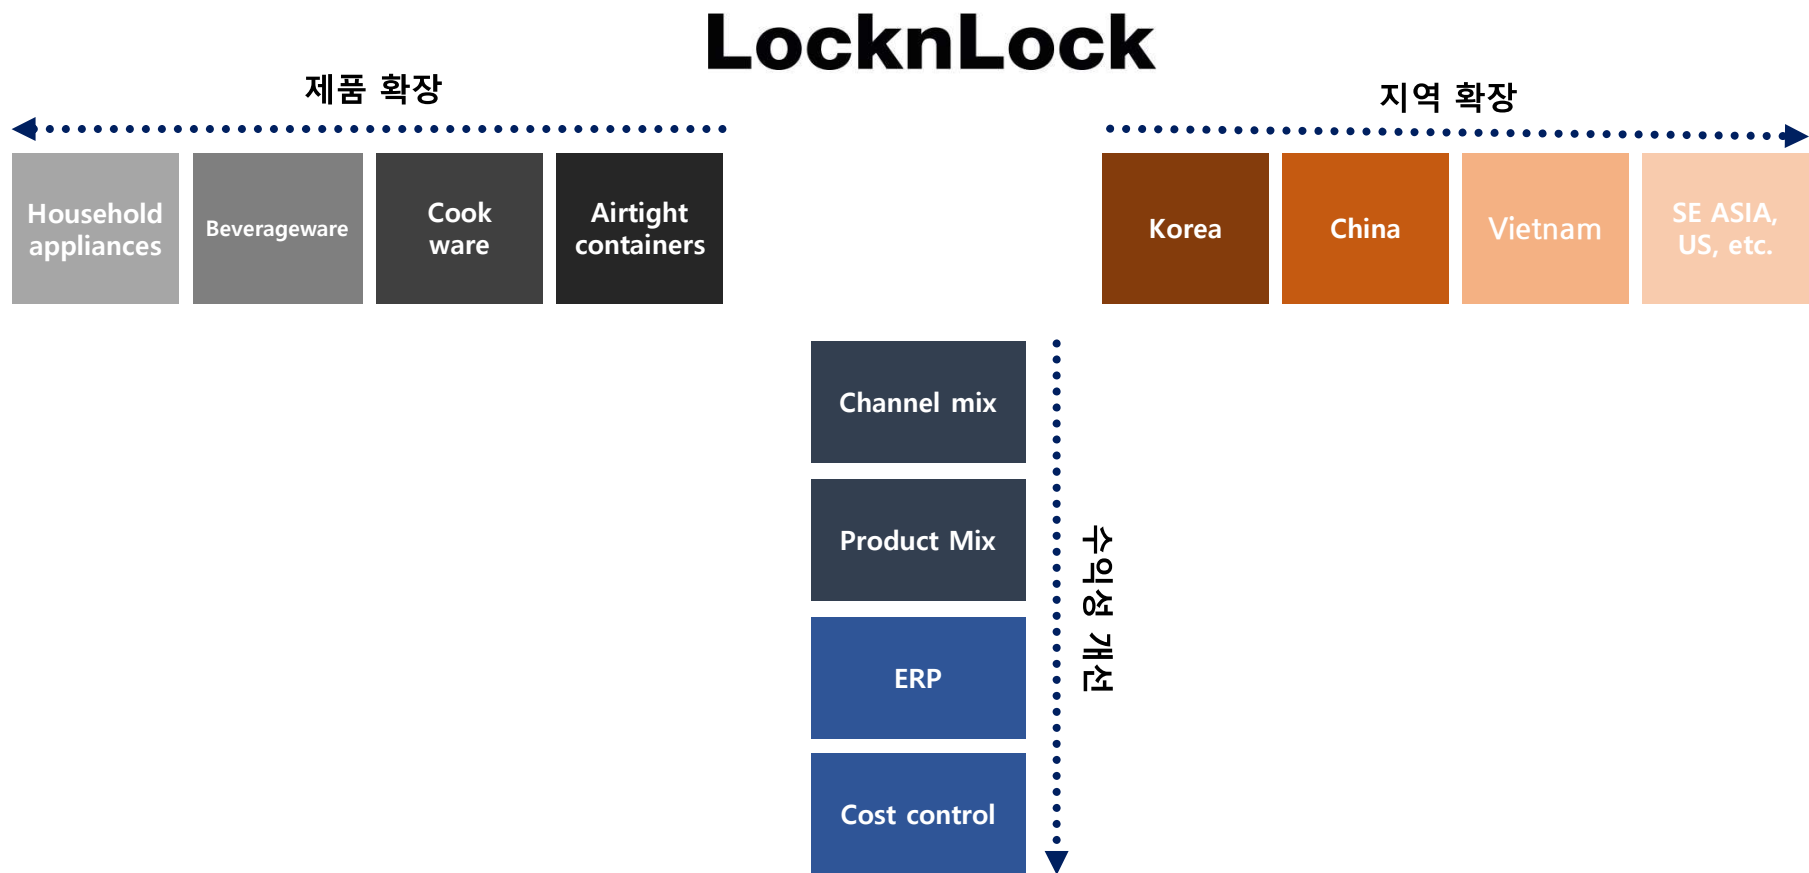 LocknLock
제품 확장
지역 확장
Household
appliances
Beverageware
Cook
ware
Airtight
containers
Korea
China
Vietnam
SE ASIA,
US, etc.
Channel mix
Product Mix
ERP
Cost control
수익성 개선